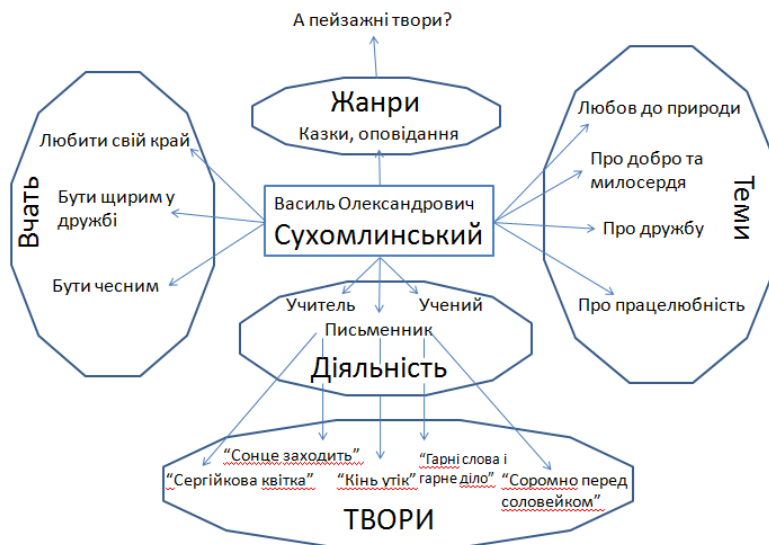 А пейзажні твори?
Жанри
Казки, оповідання
Вчать
Любити свій край
Бути щирим у
дружбі
Бути чесним
Василь Олександрович
Сухомлинський
Теми
Любов до природи
Про добро та
милосердя
Про дружбу
Про працелюбність
Учитель
Учений
Письменник
Діяльність
“Сонце заходить”
“Гарні слова і
гарне діло”
“Сергійкова квітка”
“Кінь утік”
“Соромно перед
соловейком”
ТВОРИ